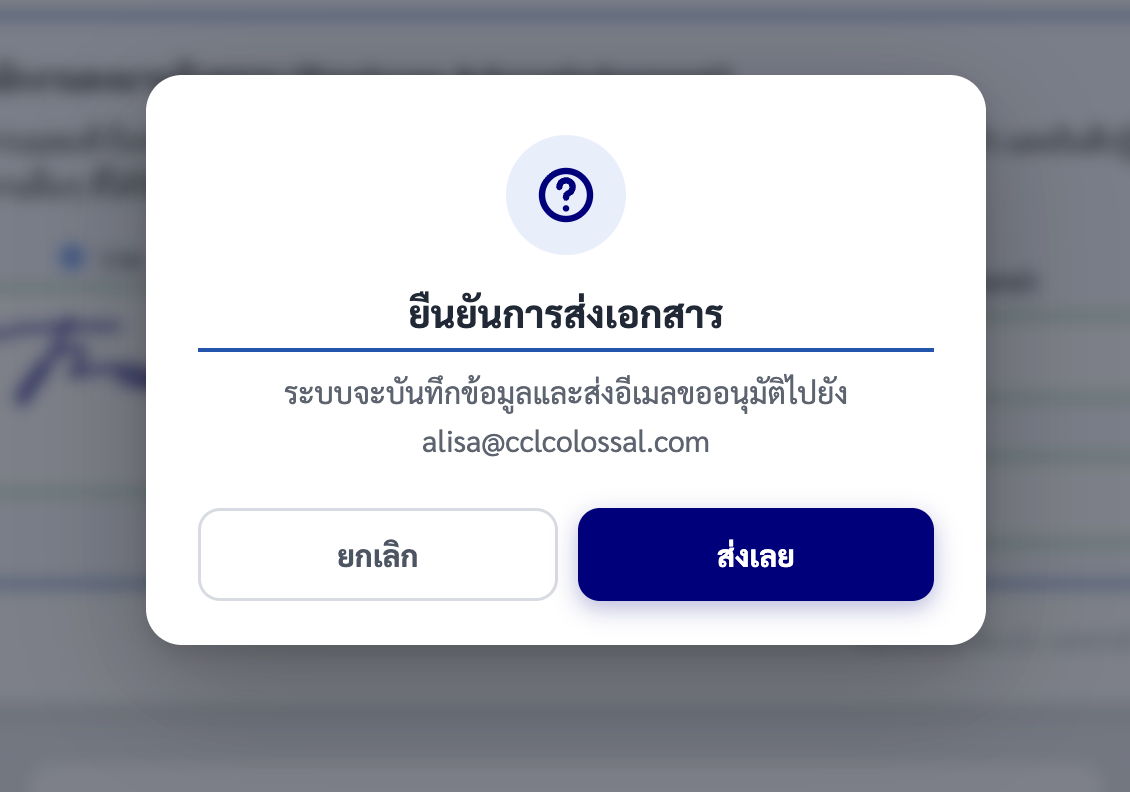 ยืนยันการส่งเอกสาร
ระบบจะบันทึกข้อมูลและส่งอีเมลขออนุมัติไปยัง
alisa@cclcolossal.com
ยกเลิก
ส่งเลย